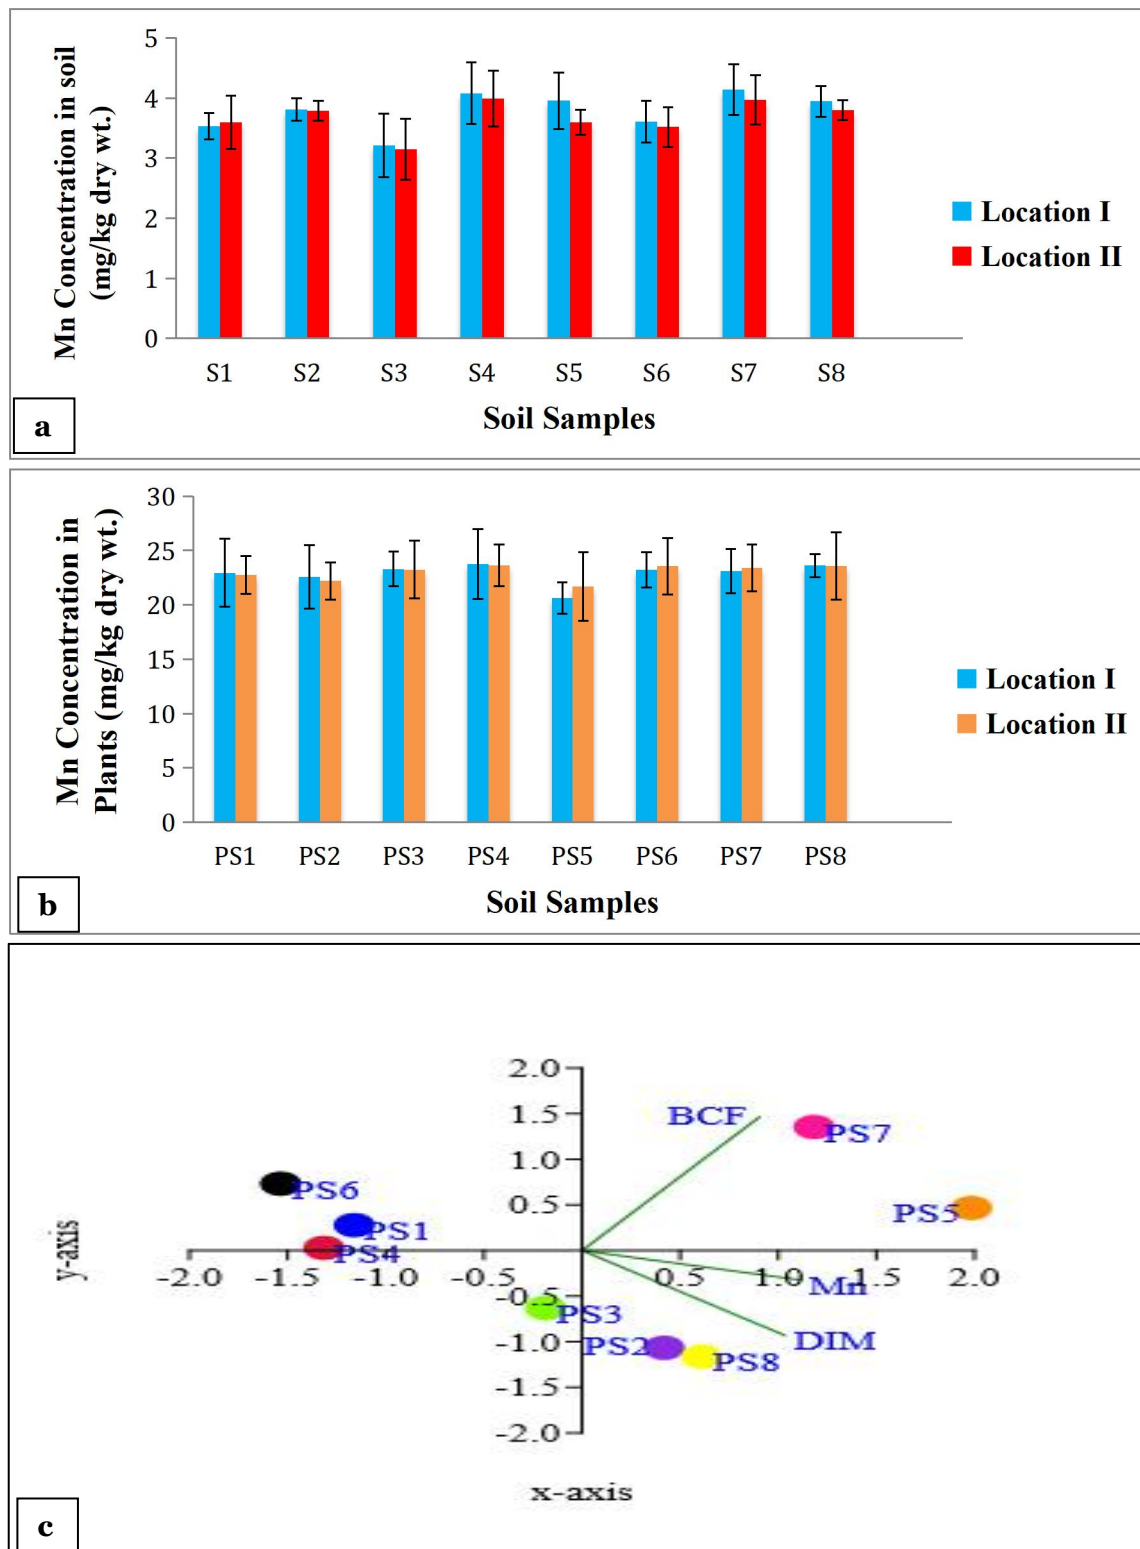 Mn Concentration in soil
(mg/kg dry wt.)
5
4
3
2
1
0
S1 S2 S3 S4 S5 S6 S7 S8
Soil Samples
Location I
Location II
a
Mn Concentration in
Plants (mg/kg dry wt.)
30
25
20
15
10
5
0
PS1 PS2 PS3 PS4 PS5 PS6 PS7 PS8
Soil Samples
Location I
Location II
b
2.0
1.5
1.0
0.5
-0.5
-1.0
-1.5
-2.0
-2.0 -1.5 -1.0 -0.5 0.5 1.0 1.5 2.0
BCF
PS7
PS6
PS5
PS1
PS4
Mn
PS3
DIM
PS2
PS8
y-axis
x-axis
c